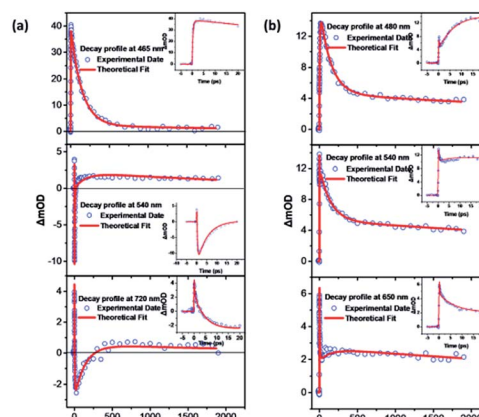 (a)
40
30
20
10
0
Decay profile at 465 nm
Experimental Date
Theoretical Fit
Time (ps)
ΔmOD
5
0
-5
-10
Decay profile at 540 nm
Experimental Date
Theoretical Fit
Time (ps)
4
2
0
-2
Decay profile at 720 nm
Experimental Date
Theoretical Fit
Time (ps)
0 500 1000 1500 2000
(b)
12
8
4
0
Decay profile at 480 nm
Experimental Date
Theoretical Fit
Time (ps)
ΔmOD
12
8
4
0
Decay profile at 540 nm
Experimental Date
Theoretical Fit
Time (ps)
6
4
2
0
Decay profile at 650 nm
Experimental Date
Theoretical Fit
Time (ps)
0 500 1000 1500 2000